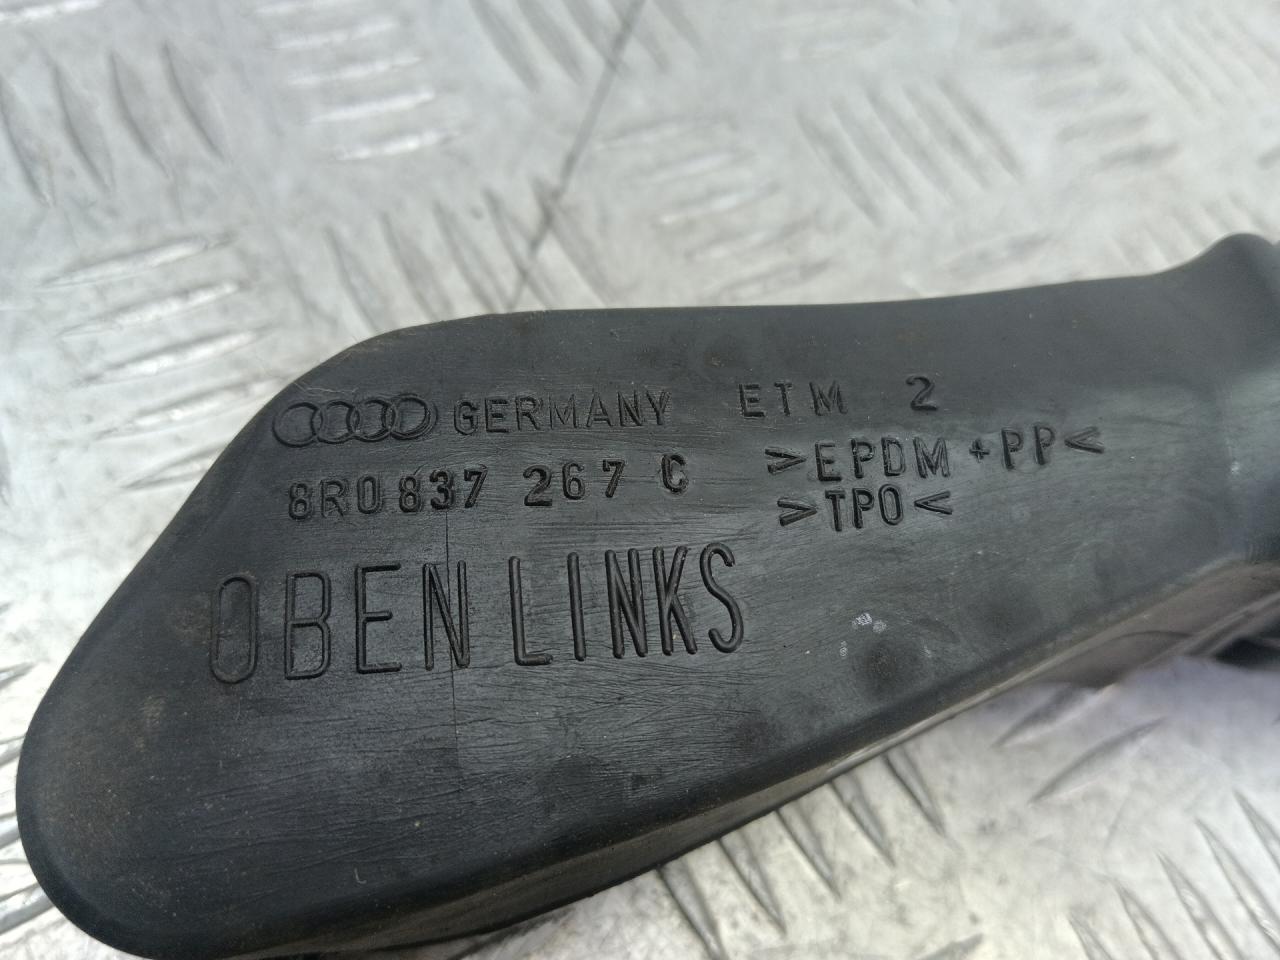 GERMANY ETM 2
8R0 837 267 C >EPDM+PP<
>TPO<
OBEN LINKS